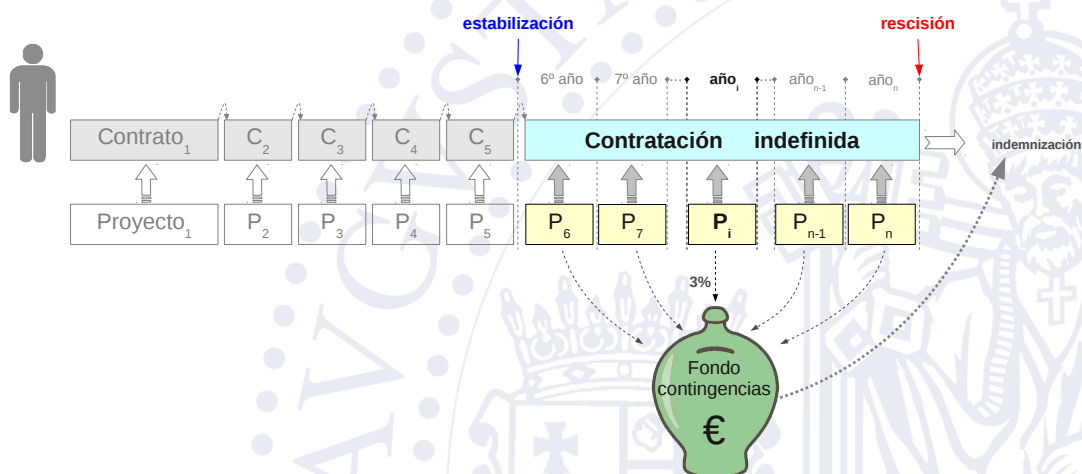 estabilización
rescisión
6º año
7º año
año i
año n-1
año n
Contrato 1
C 2
C 3
C 4
C 5
Contratación indefinida
indemnización
Proyecto 1
P 2
P 3
P 4
P 5
P 6
P 7
P i
P n-1
P n
3%
Fondo
contingencias
€
AVGVST